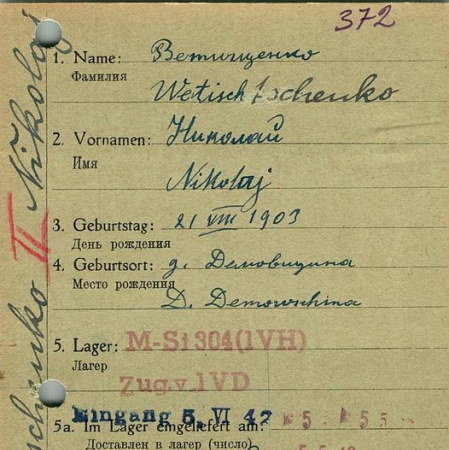 372
1. Name: Ветищенко
Фамилия
Wetischtschenko
2. Vornamen: Николай
Имя
Nikolaj
3. Geburtstag: 21 VIII 1903
День рождения
4. Geburtsort: д. Демовщина
Место рождения
D. Demowschina
5. Lager: M-St 304 (IVH)
Лагерь
Zug. v. IVD
Eingang 5. VI 42
5a. Im Lager eingeliefert am:
Доставлен в лагерь (число)
schenko II Nikolaj